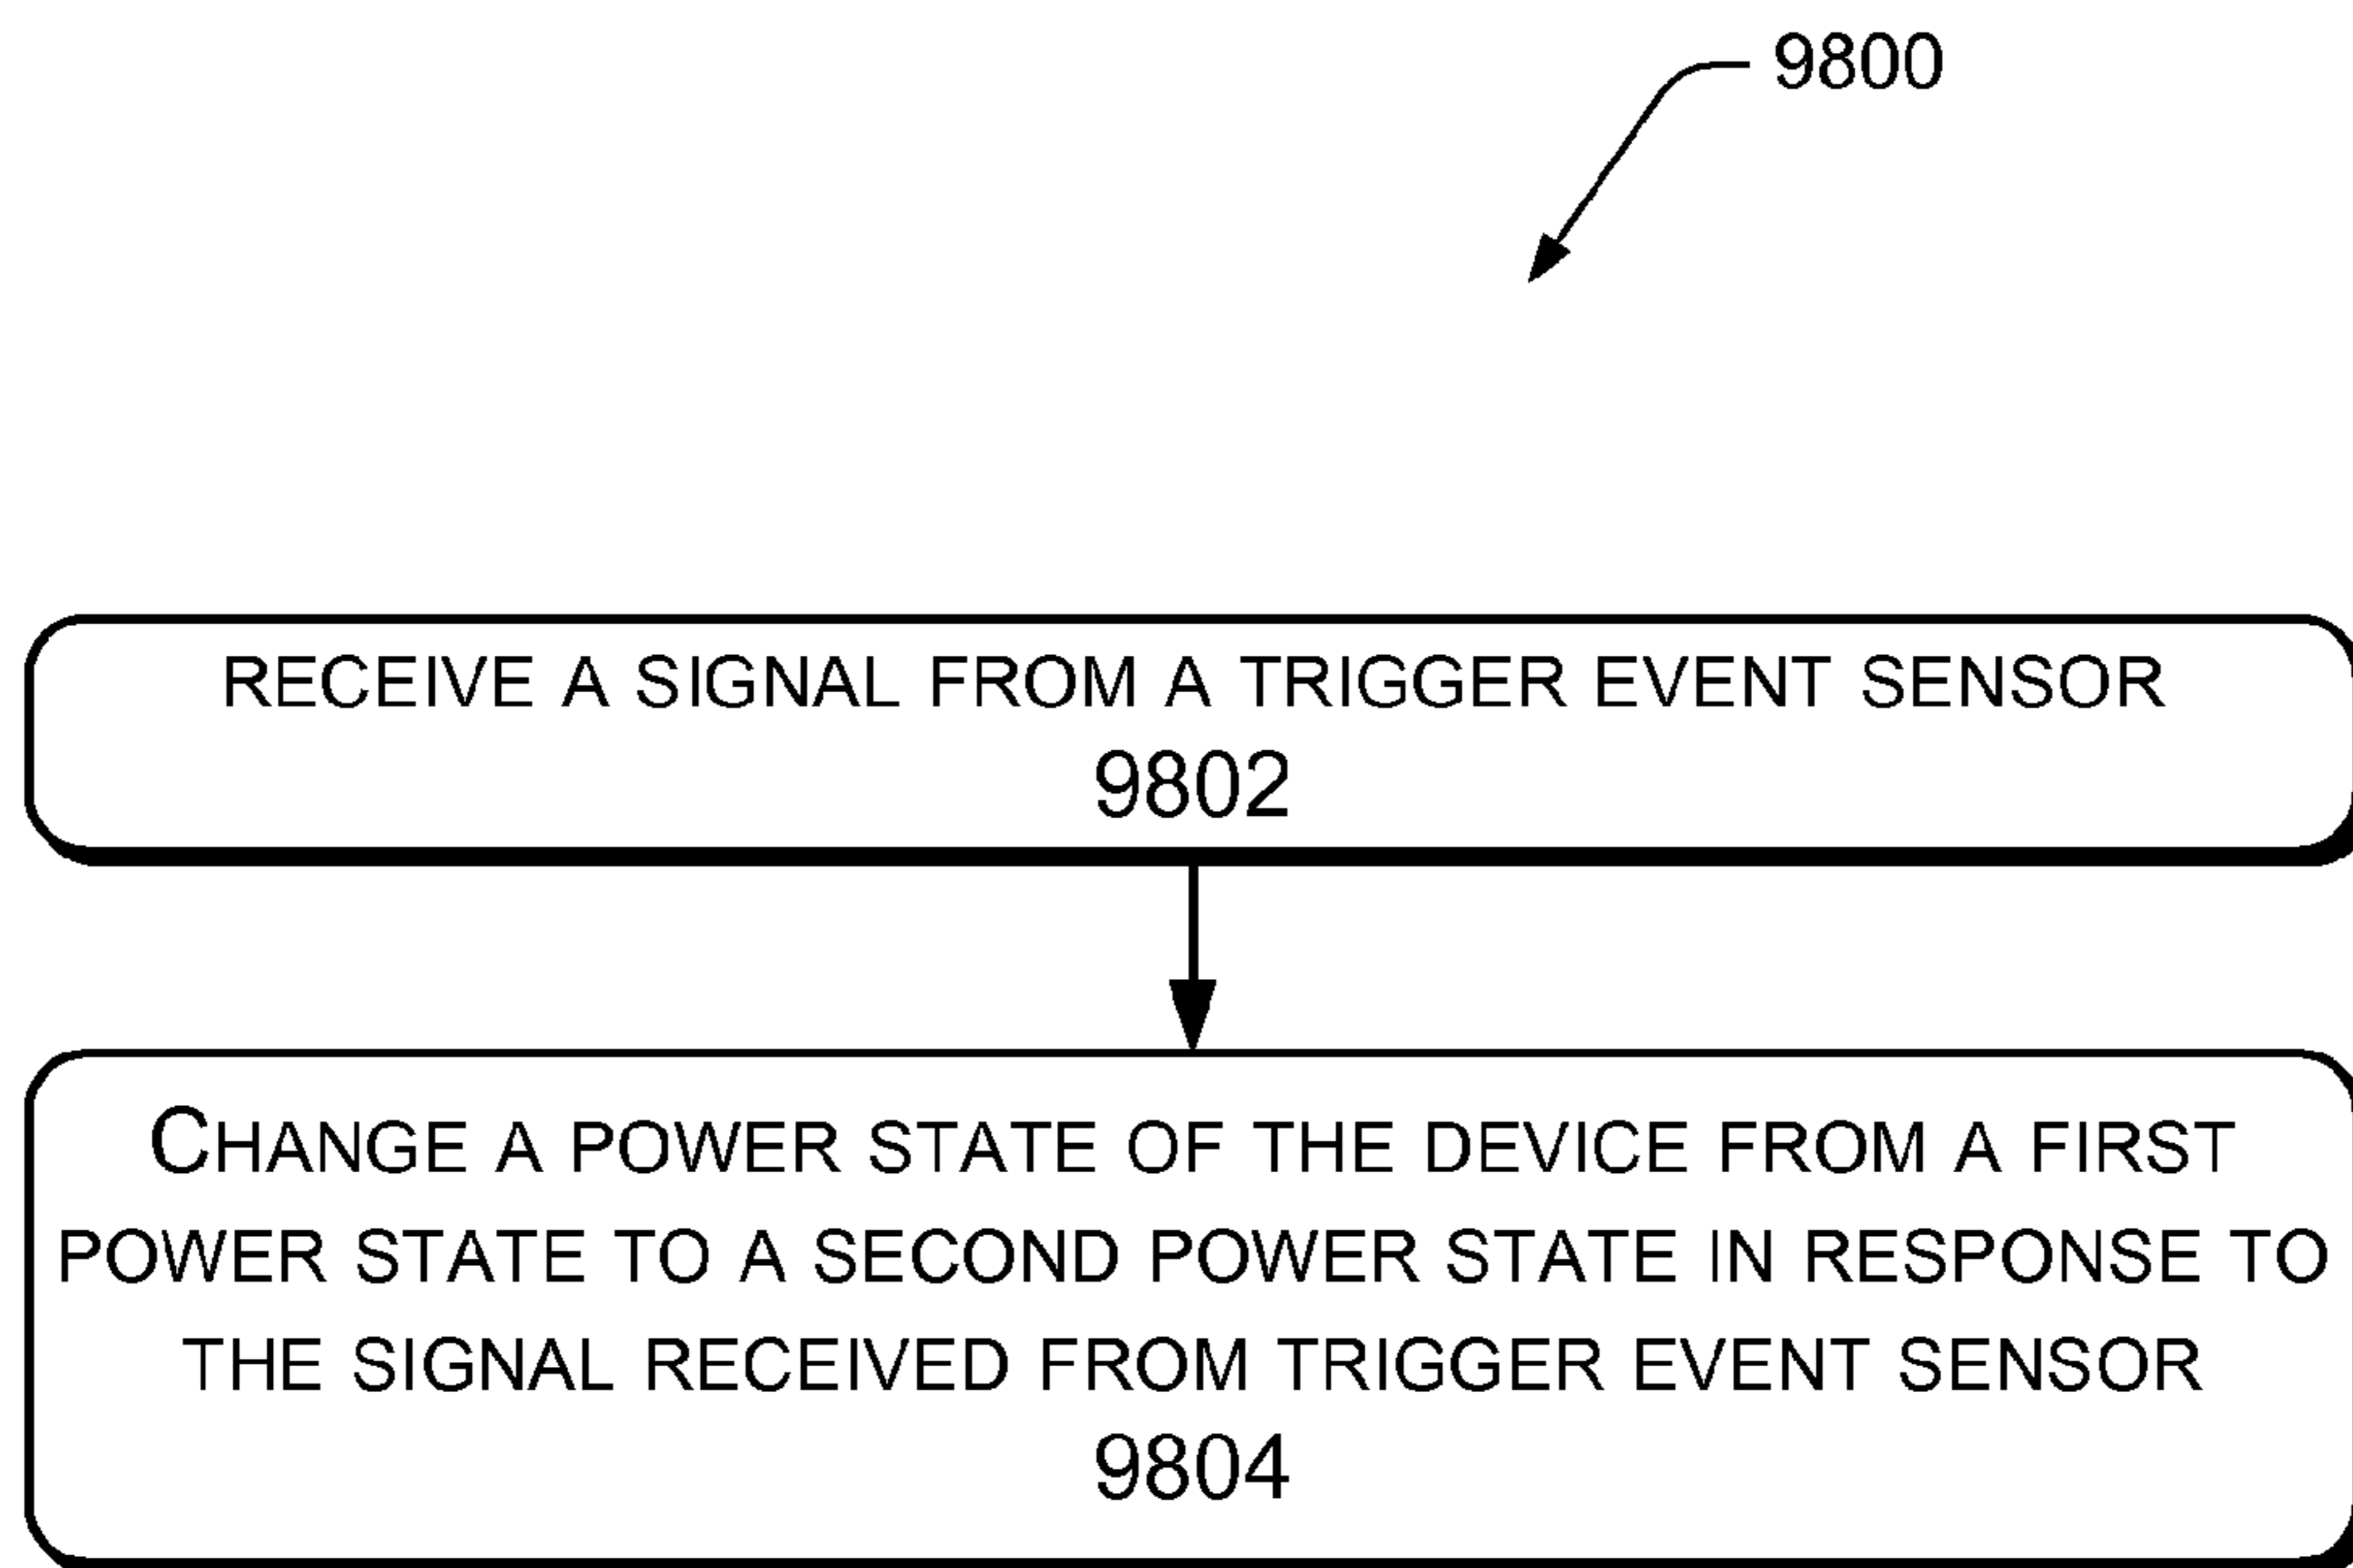 9800
RECEIVE A SIGNAL FROM A TRIGGER EVENT SENSOR
9802
CHANGE A POWER STATE OF THE DEVICE FROM A FIRST
POWER STATE TO A SECOND POWER STATE IN RESPONSE TO
THE SIGNAL RECEIVED FROM TRIGGER EVENT SENSOR
9804